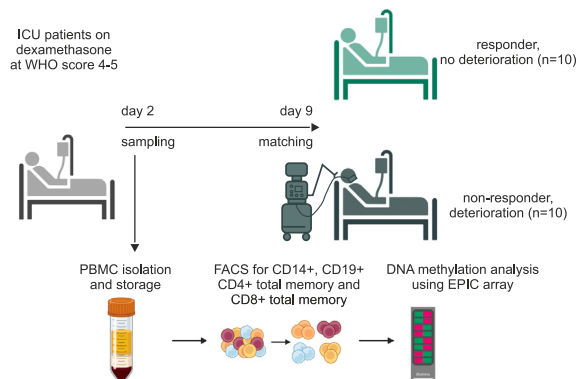 ICU patients on
dexamethasone
at WHO score 4-5
responder,
no deterioration (n=10)
day 2
day 9
sampling
matching
non-responder,
deterioration (n=10)
PBMC isolation
and storage
FACS for CD14+, CD19+
CD4+ total memory and
CD8+ total memory
DNA methylation analysis
using EPIC array